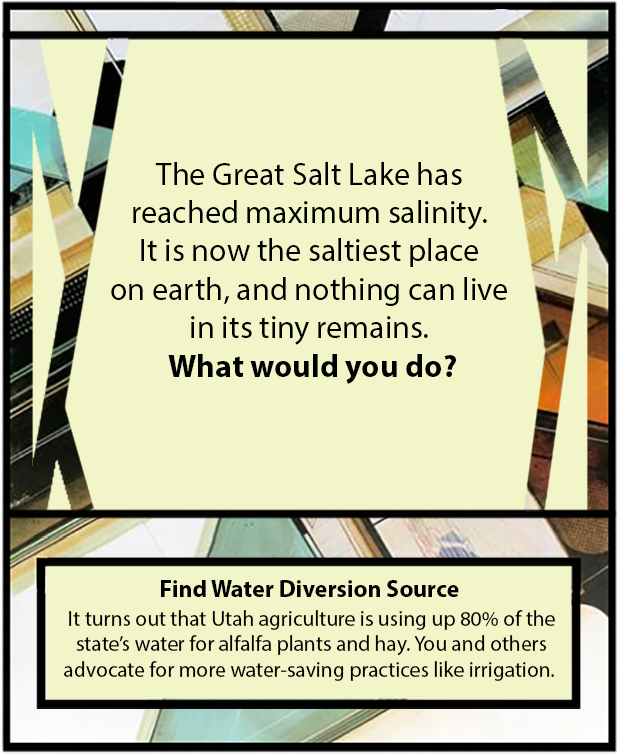 The Great Salt Lake has
reached maximum salinity.
It is now the saltiest place
on earth, and nothing can live
in its tiny remains.
What would you do?
Find Water Diversion Source
It turns out that Utah agriculture is using up 80% of the
state's water for alfalfa plants and hay. You and others
advocate for more water-saving practices like irrigation.